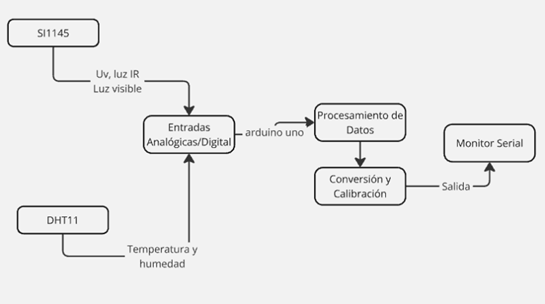 SI1145
Uv, luz IR
Luz visible
Entradas
Analógicas/Digital
arduino uno
Procesamiento de
Datos
Conversión y
Calibración
Salida
Monitor Serial
DHT11
Temperatura y
humedad